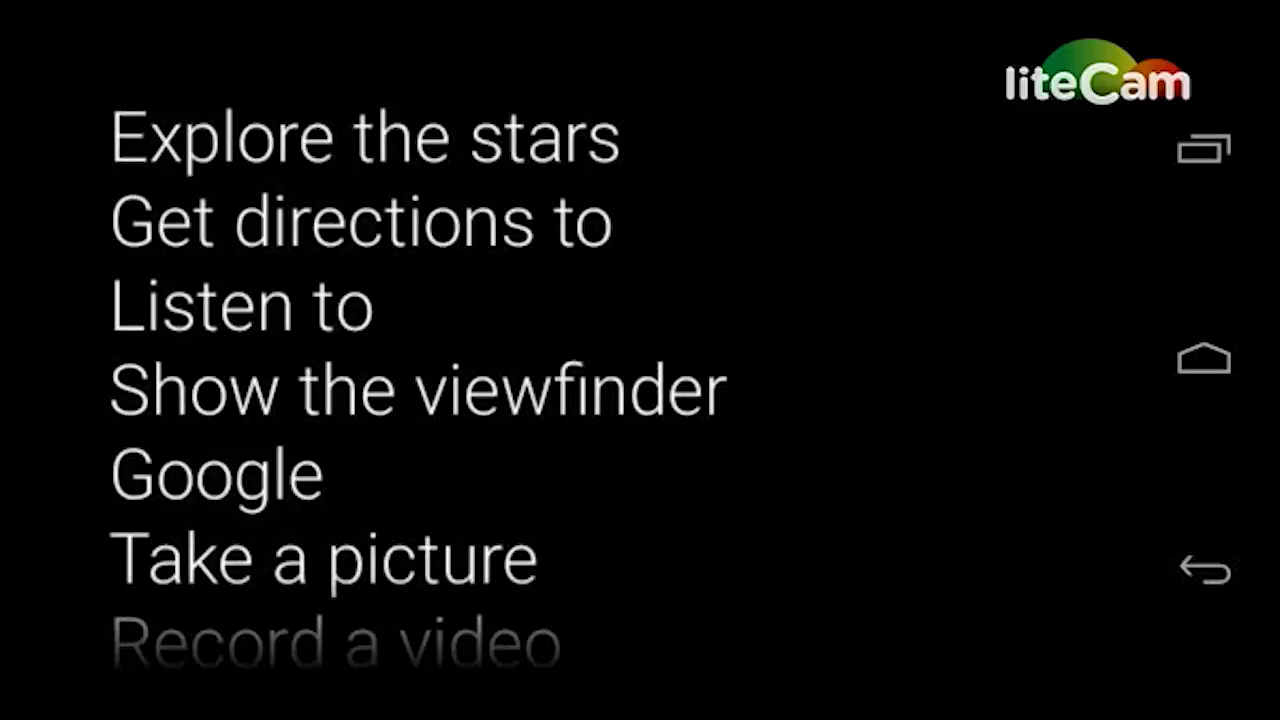 liteCam
Explore the stars
Get directions to
Listen to
Show the viewfinder
Google
Take a picture
Record a video